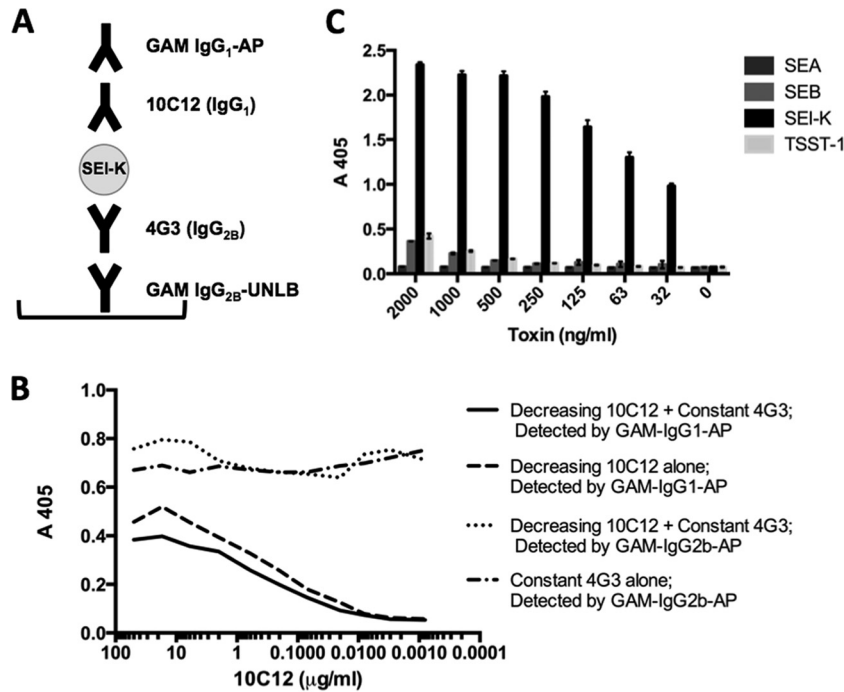 A
GAM IgG1-AP
10C12 (IgG1)
SEI-K
4G3 (IgG2B)
GAM IgG2B-UNLB
C
2.5
2.0
1.5
1.0
0.5
0.0
A 405
2000
1000
500
250
125
63
32
0
Toxin (ng/ml)
SEA
SEB
SEI-K
TSST-1
B
1.0
0.8
0.6
0.4
0.2
0.0
A 405
100
10
1
0.1000
0.0100
0.0010
0.0001
10C12 (μg/ml)
Decreasing 10C12 + Constant 4G3;
Detected by GAM-IgG1-AP
Decreasing 10C12 alone;
Detected by GAM-IgG1-AP
Decreasing 10C12 + Constant 4G3;
Detected by GAM-IgG2b-AP
Constant 4G3 alone;
Detected by GAM-IgG2b-AP